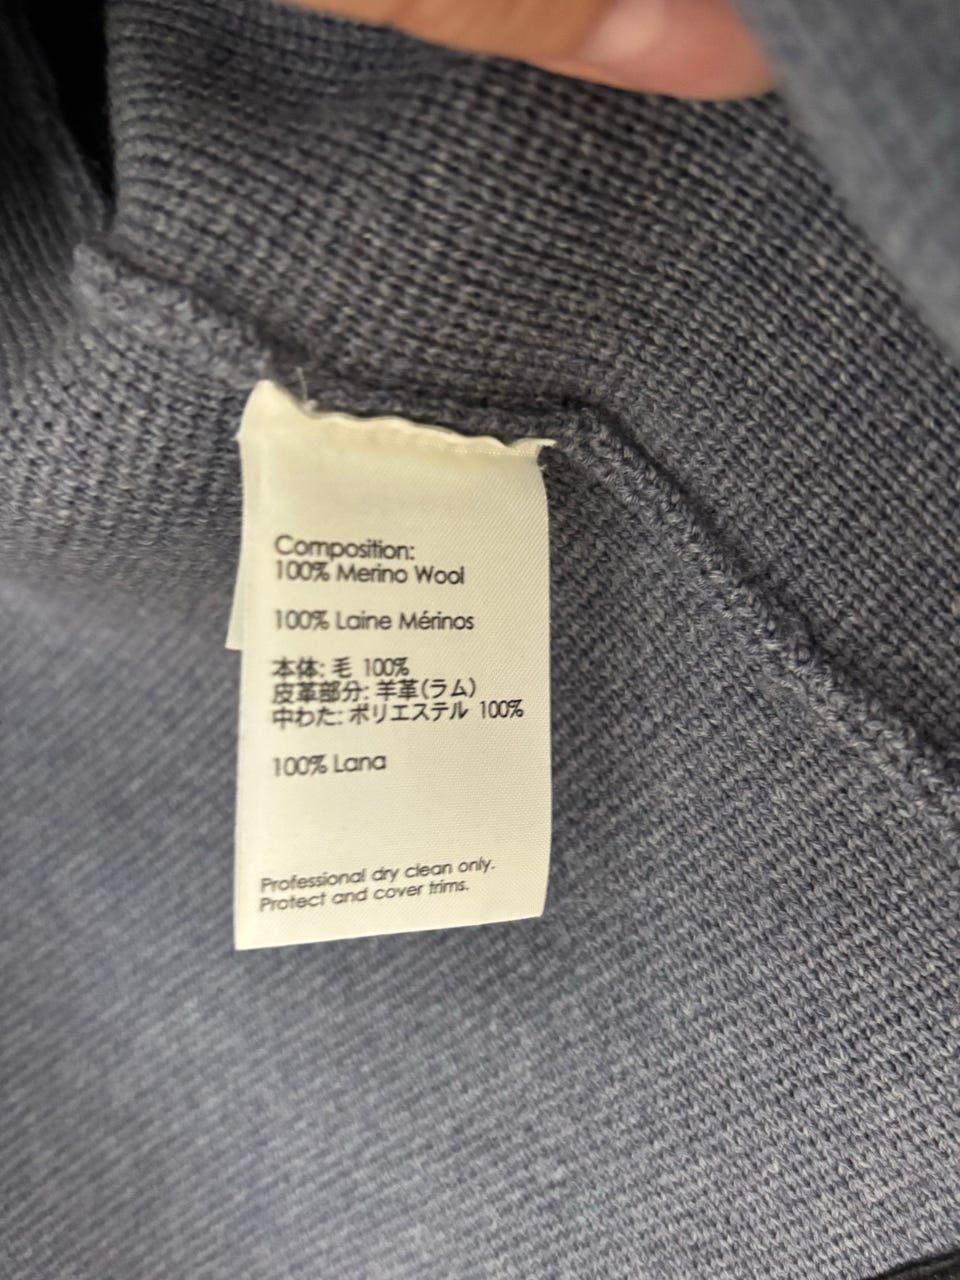 Composition:
100% Merino Wool
100% Laine Mérinos
本体: 毛 100%
皮革部分: 羊革(ラム)
中わた: ポリエステル 100%
100% Lana
Professional dry clean only.
Protect and cover trims.